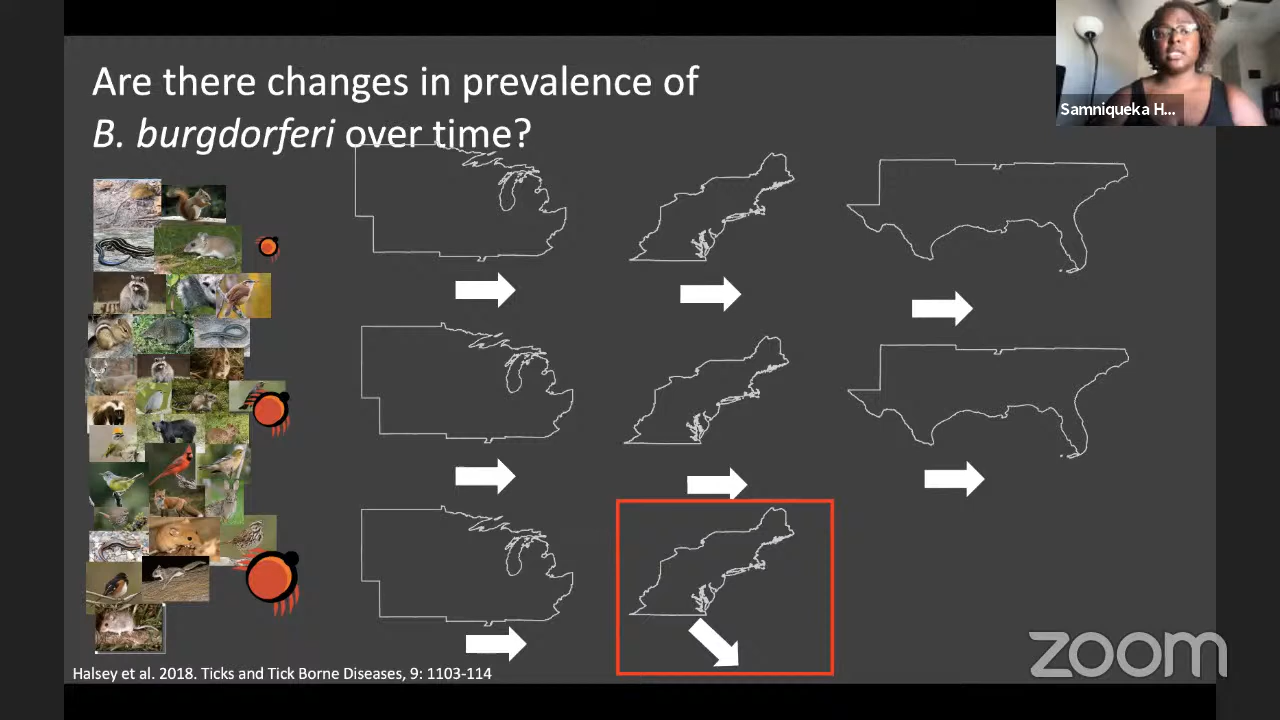 Are there changes in prevalence of
B. burgdorferi over time?
Samniqueka H...
Halsey et al. 2018. Ticks and Tick Borne Diseases, 9: 1103-114
zoom